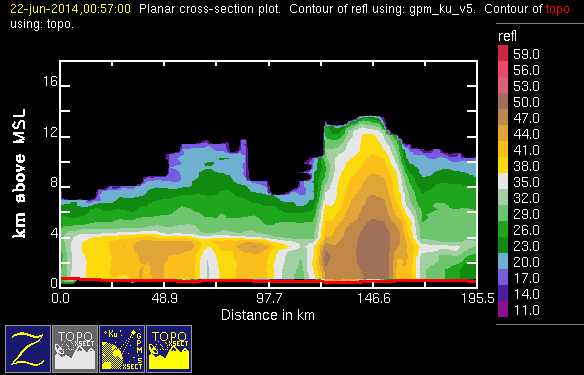 22-jun-2014,00:57:00 Planar cross-section plot. Contour of refl using: gpm_ku_v5. Contour of topo
using: topo.
refl
59.0
56.0
53.0
50.0
47.0
44.0
41.0
38.0
35.0
32.0
29.0
26.0
23.0
20.0
17.0
14.0
11.0
km above MSL
16
12
8
4
0
0.0 48.9 97.7 146.6 195.5
Distance in km
Z
TOPO
XSECT
"Ku"
GPM
XSECT
TOPO
XSECT